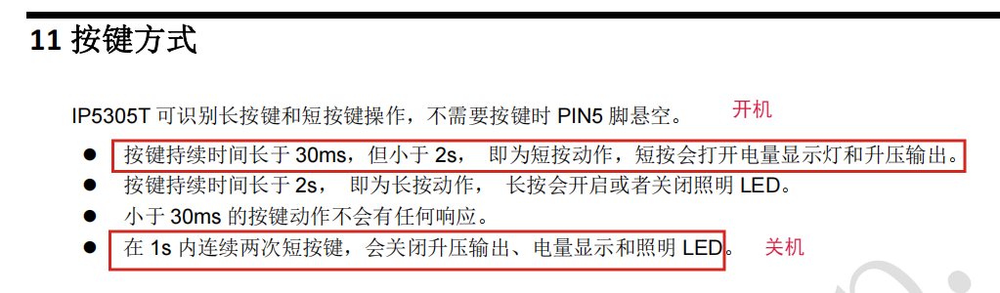 11 按键方式
IP5305T 可识别长按键和短按键操作，不需要按键时 PIN5 脚悬空。 开机
● 按键持续时间长于 30ms，但小于 2s， 即为短按动作，短按会打开电量显示灯和升压输出。
● 按键持续时间长于 2s， 即为长按动作， 长按会开启或者关闭照明 LED。
● 小于 30ms 的按键动作不会有任何响应。
● 在 1s 内连续两次短按键，会关闭升压输出、电量显示和照明 LED。 关机